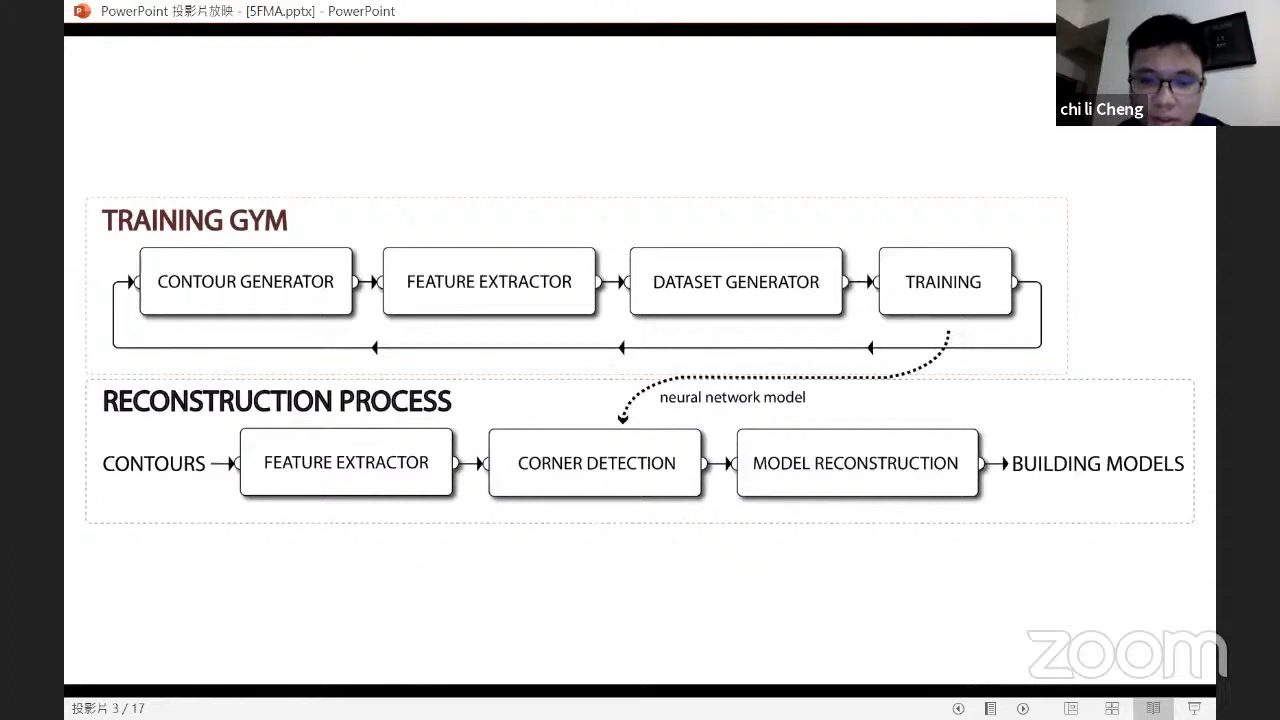 PowerPoint 投影片放映 - [5FMA.pptx] - PowerPoint
chi li Cheng
TRAINING GYM
CONTOUR GENERATOR
FEATURE EXTRACTOR
DATASET GENERATOR
TRAINING
RECONSTRUCTION PROCESS
neural network model
CONTOURS
FEATURE EXTRACTOR
CORNER DETECTION
MODEL RECONSTRUCTION
BUILDING MODELS
zoom
投影片 3 / 17